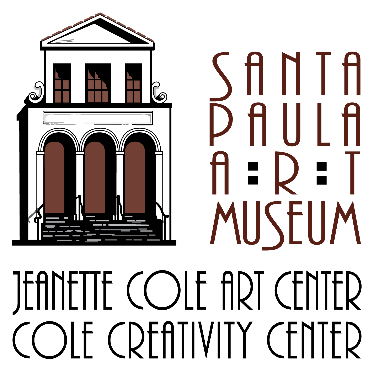 SANTA
PAULA
A:R:T
MUSEUM
JEANETTE COLE ART CENTER
COLE CREATIVITY CENTER